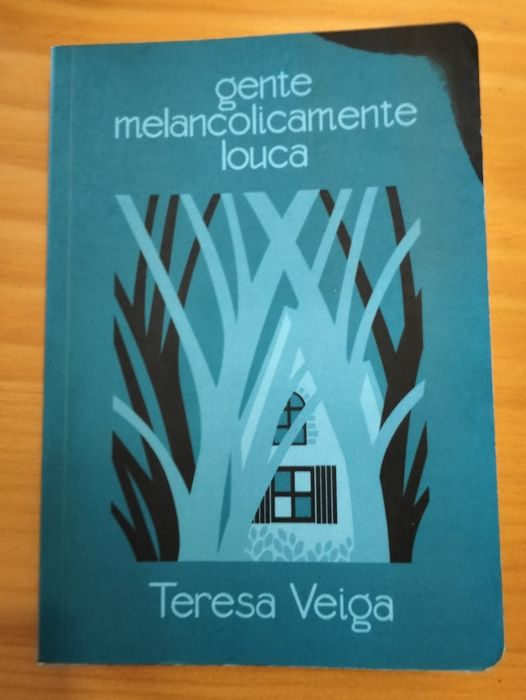 gente
melancolicamente
louca
Teresa Veiga